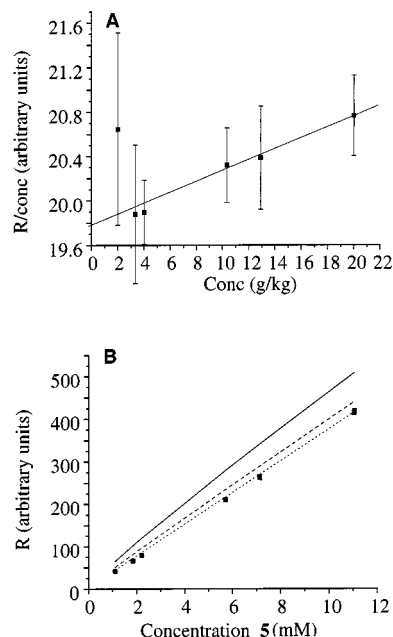 A
21.6
21.2
20.8
20.4
20.0
19.6
R/conc (arbitrary units)
0 2 4 6 8 10 12 14 16 18 20 22
Conc (g/kg)
B
500
400
300
200
100
0
R (arbitrary units)
0 2 4 6 8 10 12
Concentration 5 (mM)